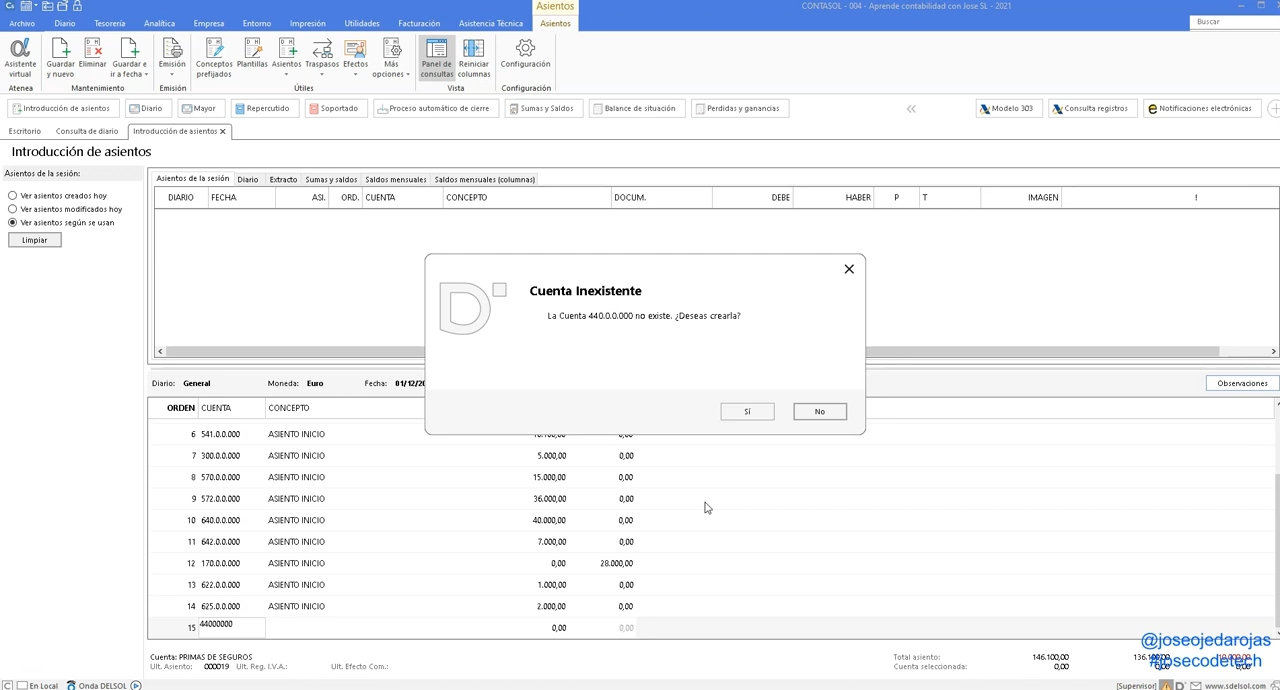 Asientos
CONTASOL - 004 - Aprende contabilidad con Jose SL - 2021
Archivo Diario Tesorería Analítica Empresa Entorno Impresión Utilidades Facturación Asistencia Técnica Asientos
Buscar
Asistente virtual Guardar y nuevo Eliminar Guardar e ir a fecha Emisión Conceptos prefijados Plantillas Asientos Traspasos Efectos Más opciones Panel de consultas Reiniciar columnas Configuración
Atenea Mantenimiento Emisión Útiles Vista Configuración
Introducción de asientos Diario Mayor Repercutido Soportado Proceso automático de cierre Sumas y Saldos Balance de situación Perdidas y ganancias Modelo 303 Consulta registros Notificaciones electrónicas
Escritorio Consulta de diario Introducción de asientos
Introducción de asientos
Asientos de la sesión:
Ver asientos creados hoy
Ver asientos modificados hoy
Ver asientos según se usan
Limpiar
Asientos de la sesión Diario Extracto Sumas y saldos Saldos mensuales Saldos mensuales (columnas)
DIARIO FECHA ASI. ORD. CUENTA CONCEPTO DOCUM. DEBE HABER P T IMAGEN !
Cuenta Inexistente
La Cuenta 440.0.0.000 no existe. ¿Deseas crearla?
Sí No
Diario: General Moneda: Euro Fecha: 01/12/20
Observaciones
ORDEN CUENTA CONCEPTO
6 541.0.0.000 ASIENTO INICIO
7 300.0.0.000 ASIENTO INICIO 5.000,00 0,00
8 570.0.0.000 ASIENTO INICIO 15.000,00 0,00
9 572.0.0.000 ASIENTO INICIO 36.000,00 0,00
10 640.0.0.000 ASIENTO INICIO 40.000,00 0,00
11 642.0.0.000 ASIENTO INICIO 7.000,00 0,00
12 170.0.0.000 ASIENTO INICIO 0,00 28.000,00
13 622.0.0.000 ASIENTO INICIO 1.000,00 0,00
14 625.0.0.000 ASIENTO INICIO 2.000,00 0,00
15 44000000 0,00 0,00
@joseojedarojas
#josecodetech
Cuenta: PRIMAS DE SEGUROS
Ult. Asiento: 000019 Ult. Reg. I.V.A.: Ult. Efecto Com.:
Total asiento: 146.100,00
Cuenta seleccionada: 0,00 0,00
En Local Onda DELSOL [Supervisor] www.sdelsol.com